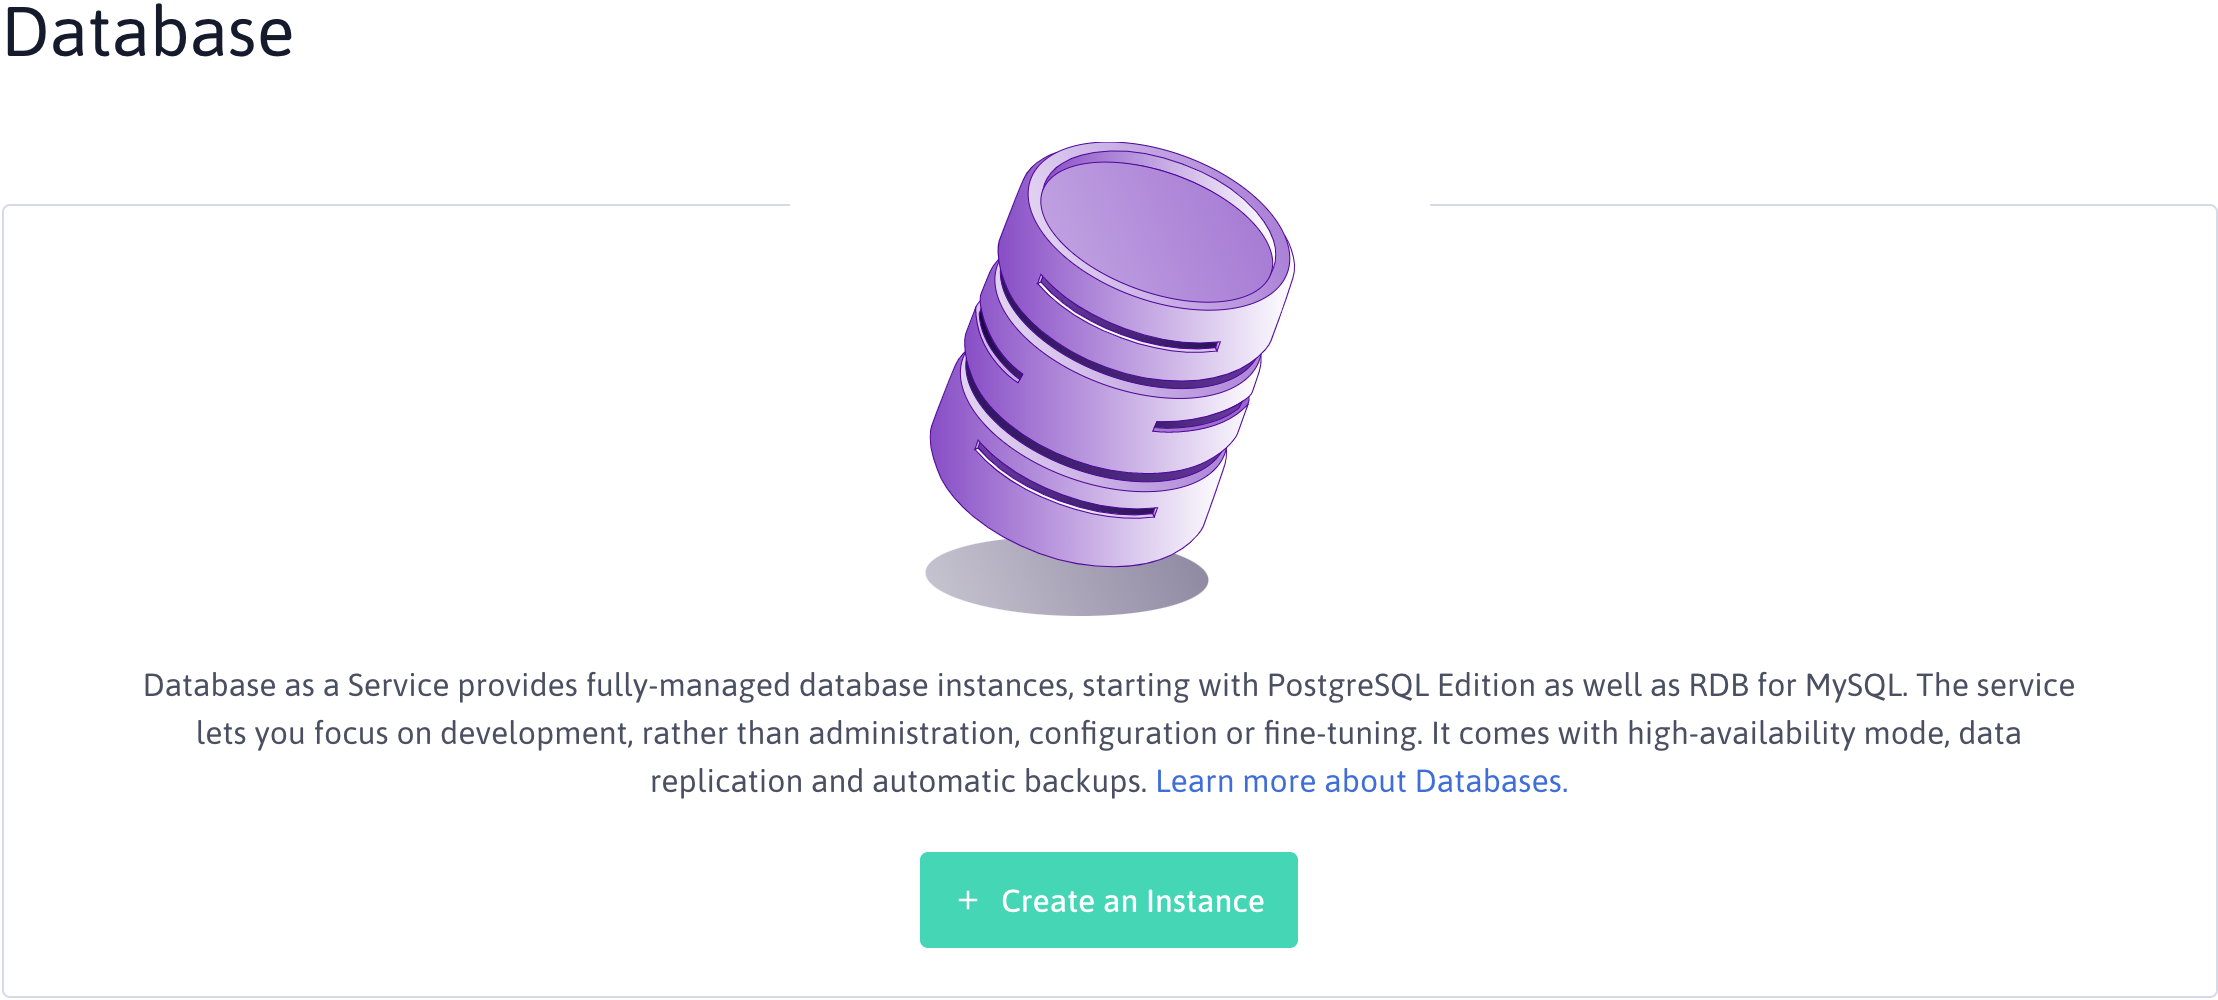 Database
Database as a Service provides fully-managed database instances, starting with PostgreSQL Edition as well as RDB for MySQL. The service
lets you focus on development, rather than administration, configuration or fine-tuning. It comes with high-availability mode, data
replication and automatic backups. Learn more about Databases.
+ Create an Instance